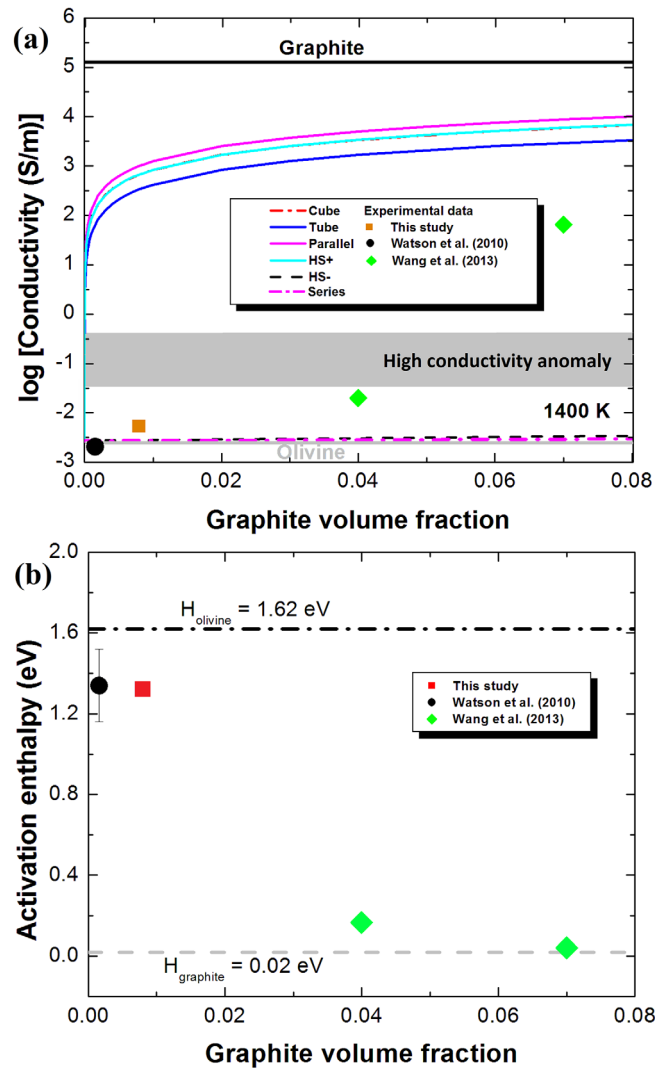 (a)
Graphite
log [Conductivity (S/m)]
6
5
4
3
2
1
0
-1
-2
-3
Cube Experimental data
Tube This study
Parallel Watson et al. (2010)
HS+ Wang et al. (2013)
HS-
Series
High conductivity anomaly
1400 K
Olivine
0.00 0.02 0.04 0.06 0.08
Graphite volume fraction
(b)
Activation enthalpy (eV)
2.0
1.6
1.2
0.8
0.4
0.0
H olivine = 1.62 eV
This study
Watson et al. (2010)
Wang et al. (2013)
H graphite = 0.02 eV
0.00 0.02 0.04 0.06 0.08
Graphite volume fraction